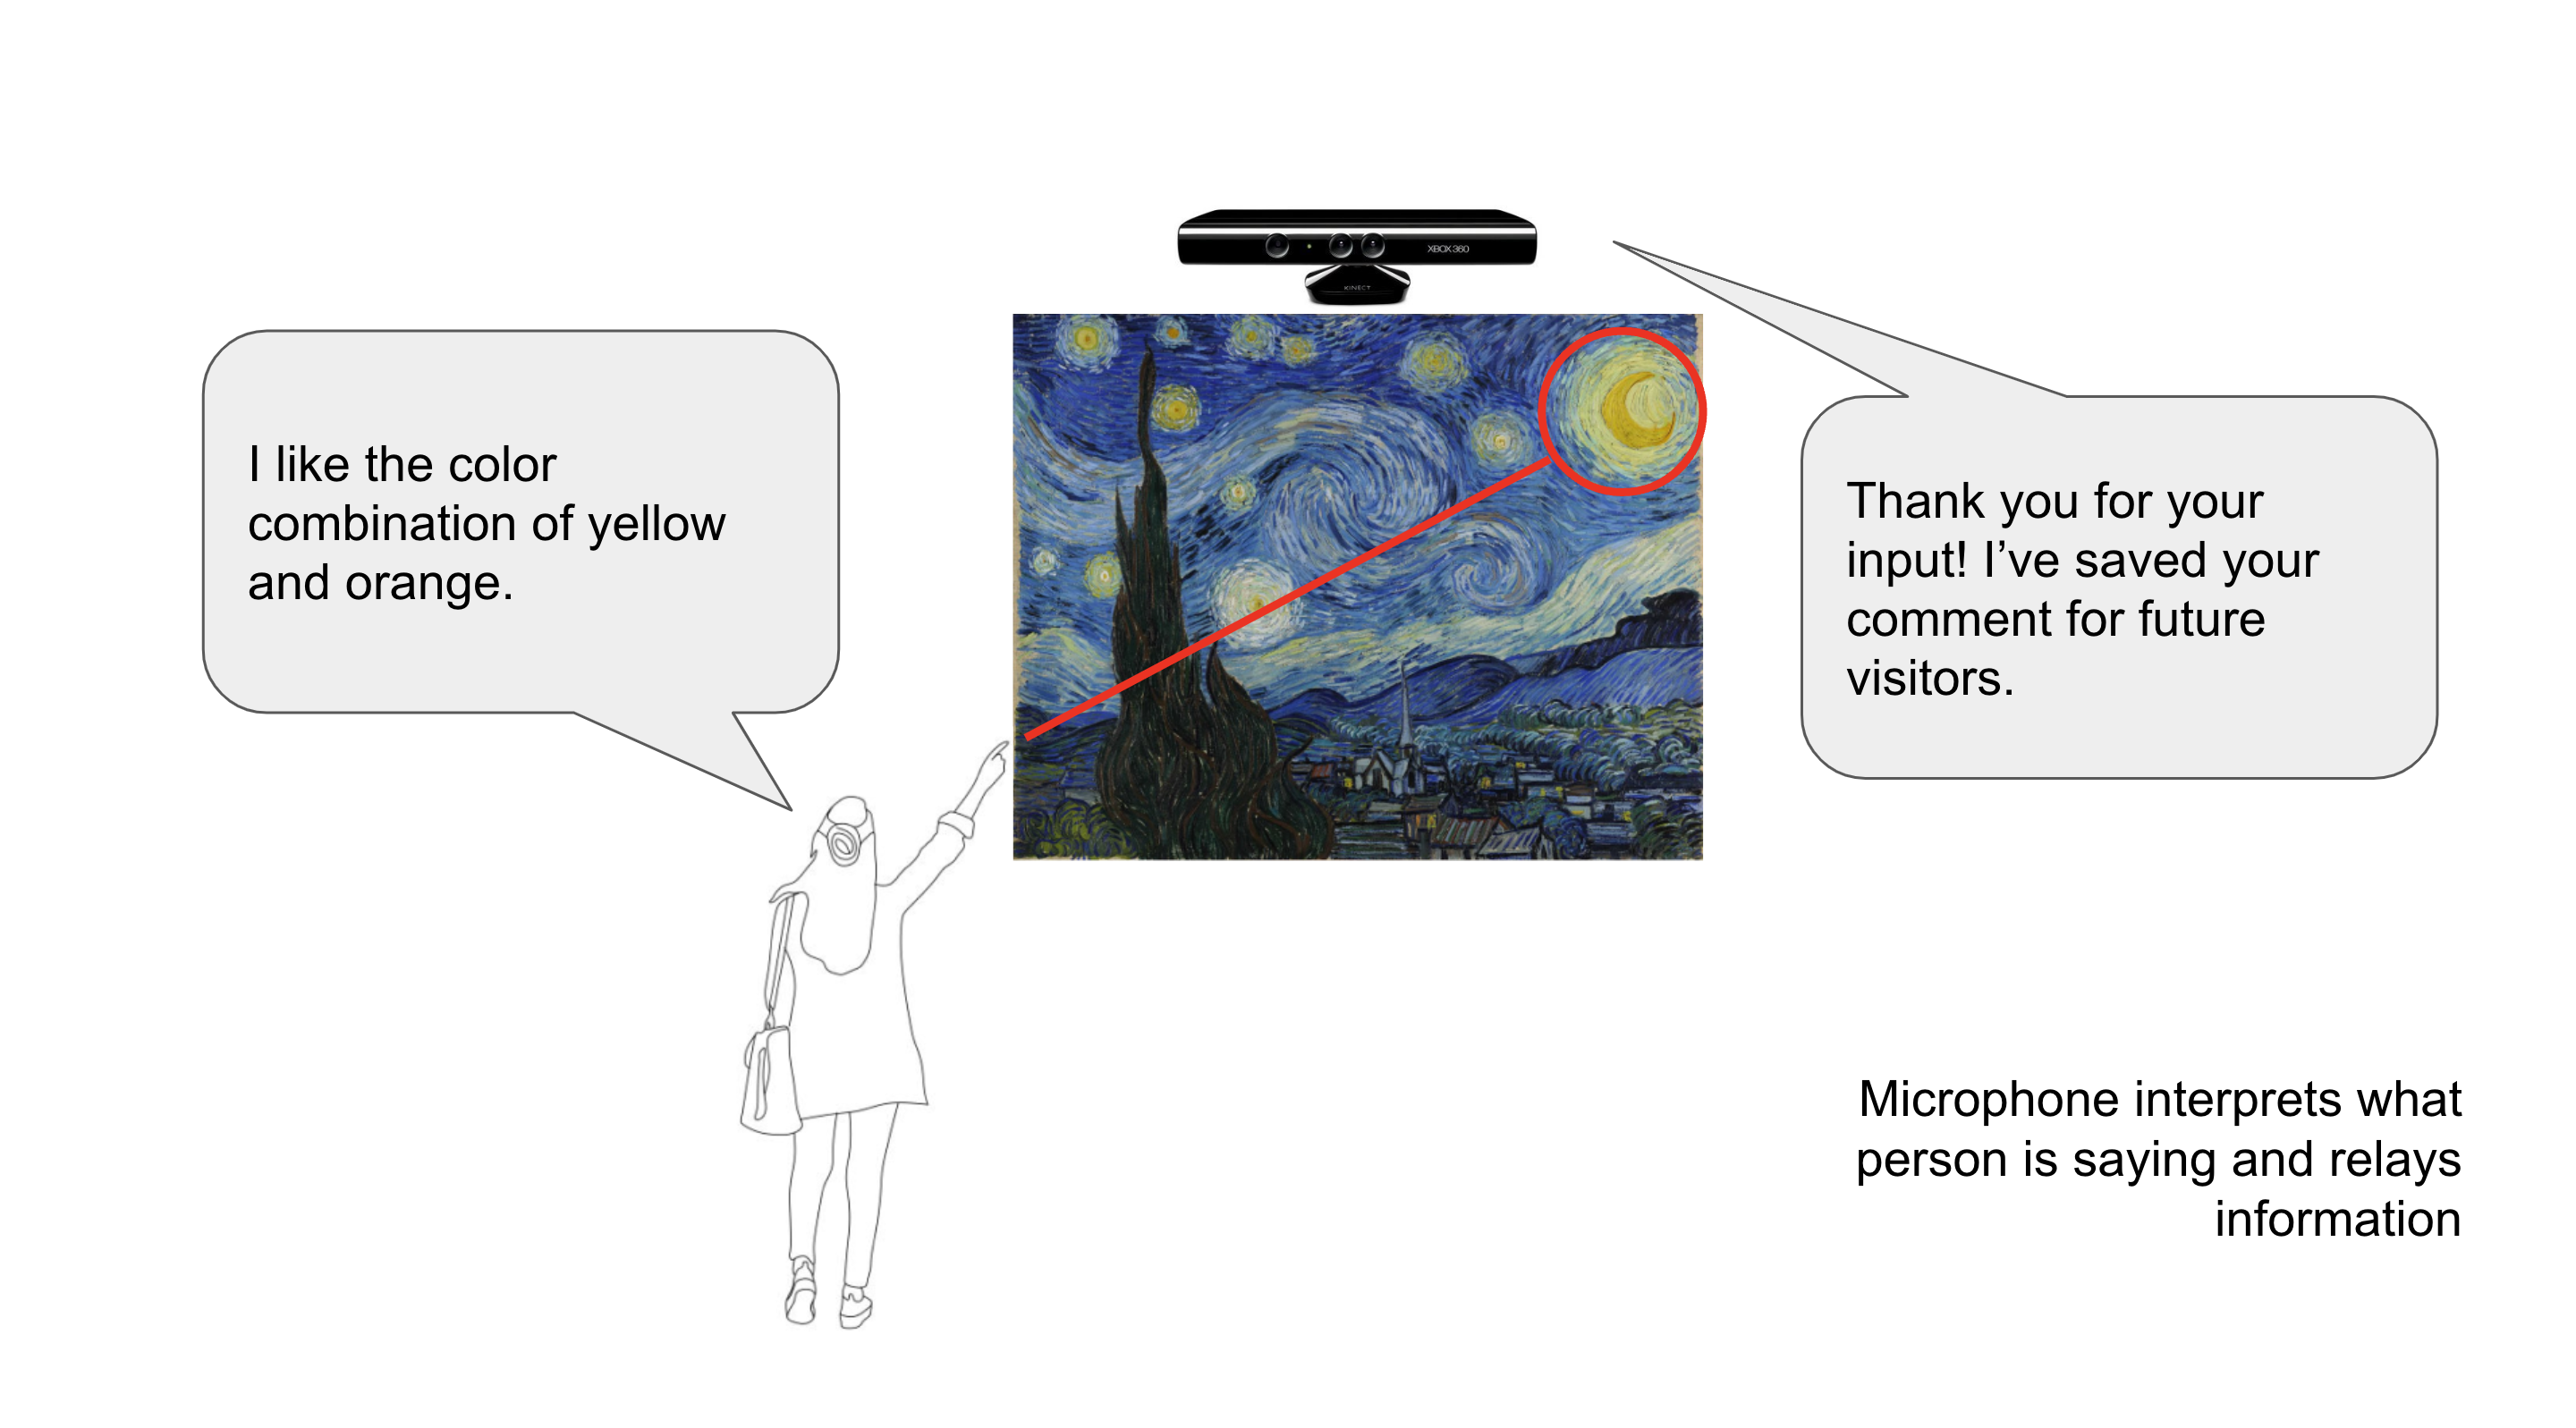 XBOX 360
KINECT
I like the color
combination of yellow
and orange.
Thank you for your
input! I’ve saved your
comment for future
visitors.
Microphone interprets what
person is saying and relays
information